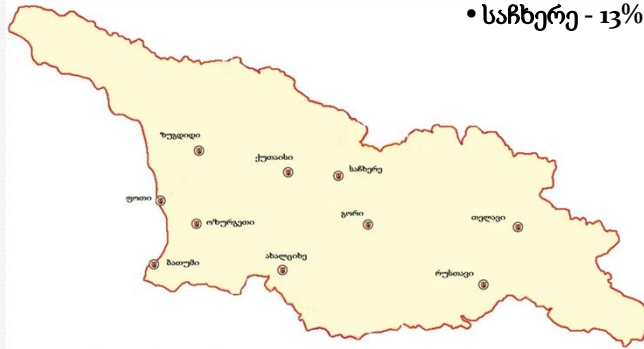 • საჩხერე - 13%
ზუგდიდი
ქუთაისი
საჩხერე
ფოთი
ოზურგეთი
გორი
თელავი
ბათუმი
ახალციხე
რუსთავი